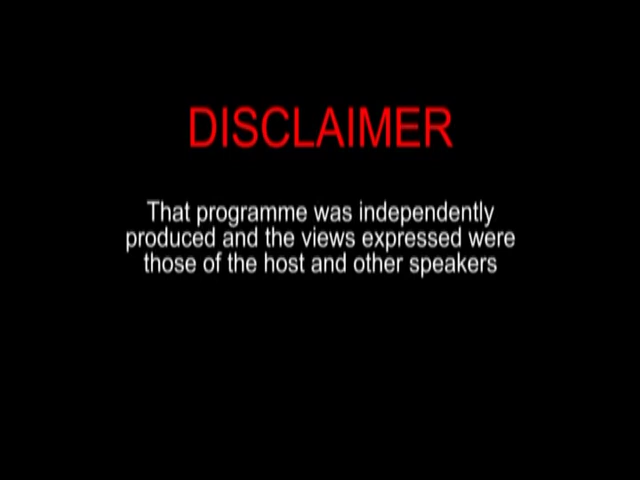 DISCLAIMER
That programme was independently
produced and the views expressed were
those of the host and other speakers